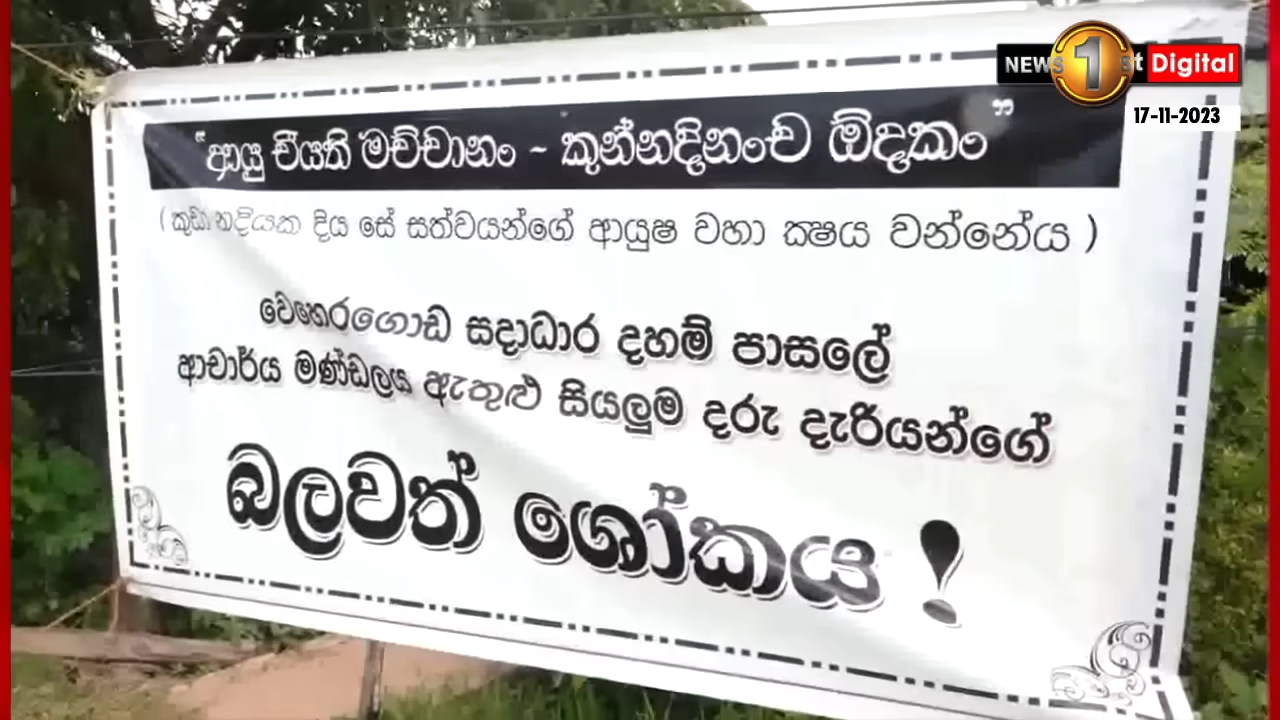 NEWS 1st Digital
17-11-2023
"ආයු ඛීයති මච්චානං - කුන්නදිනංව ඕදකං"
(කුඩා නදියක දිය සේ සත්වයන්ගේ ආයුෂ වහා ක්‍ෂය වන්නේය)
වෙහෙරගොඩ සදාධාර දහම් පාසලේ
ආචාර්ය මණ්ඩලය ඇතුළු සියලුම දරු දැරියන්ගේ
බලවත් ශෝකය !